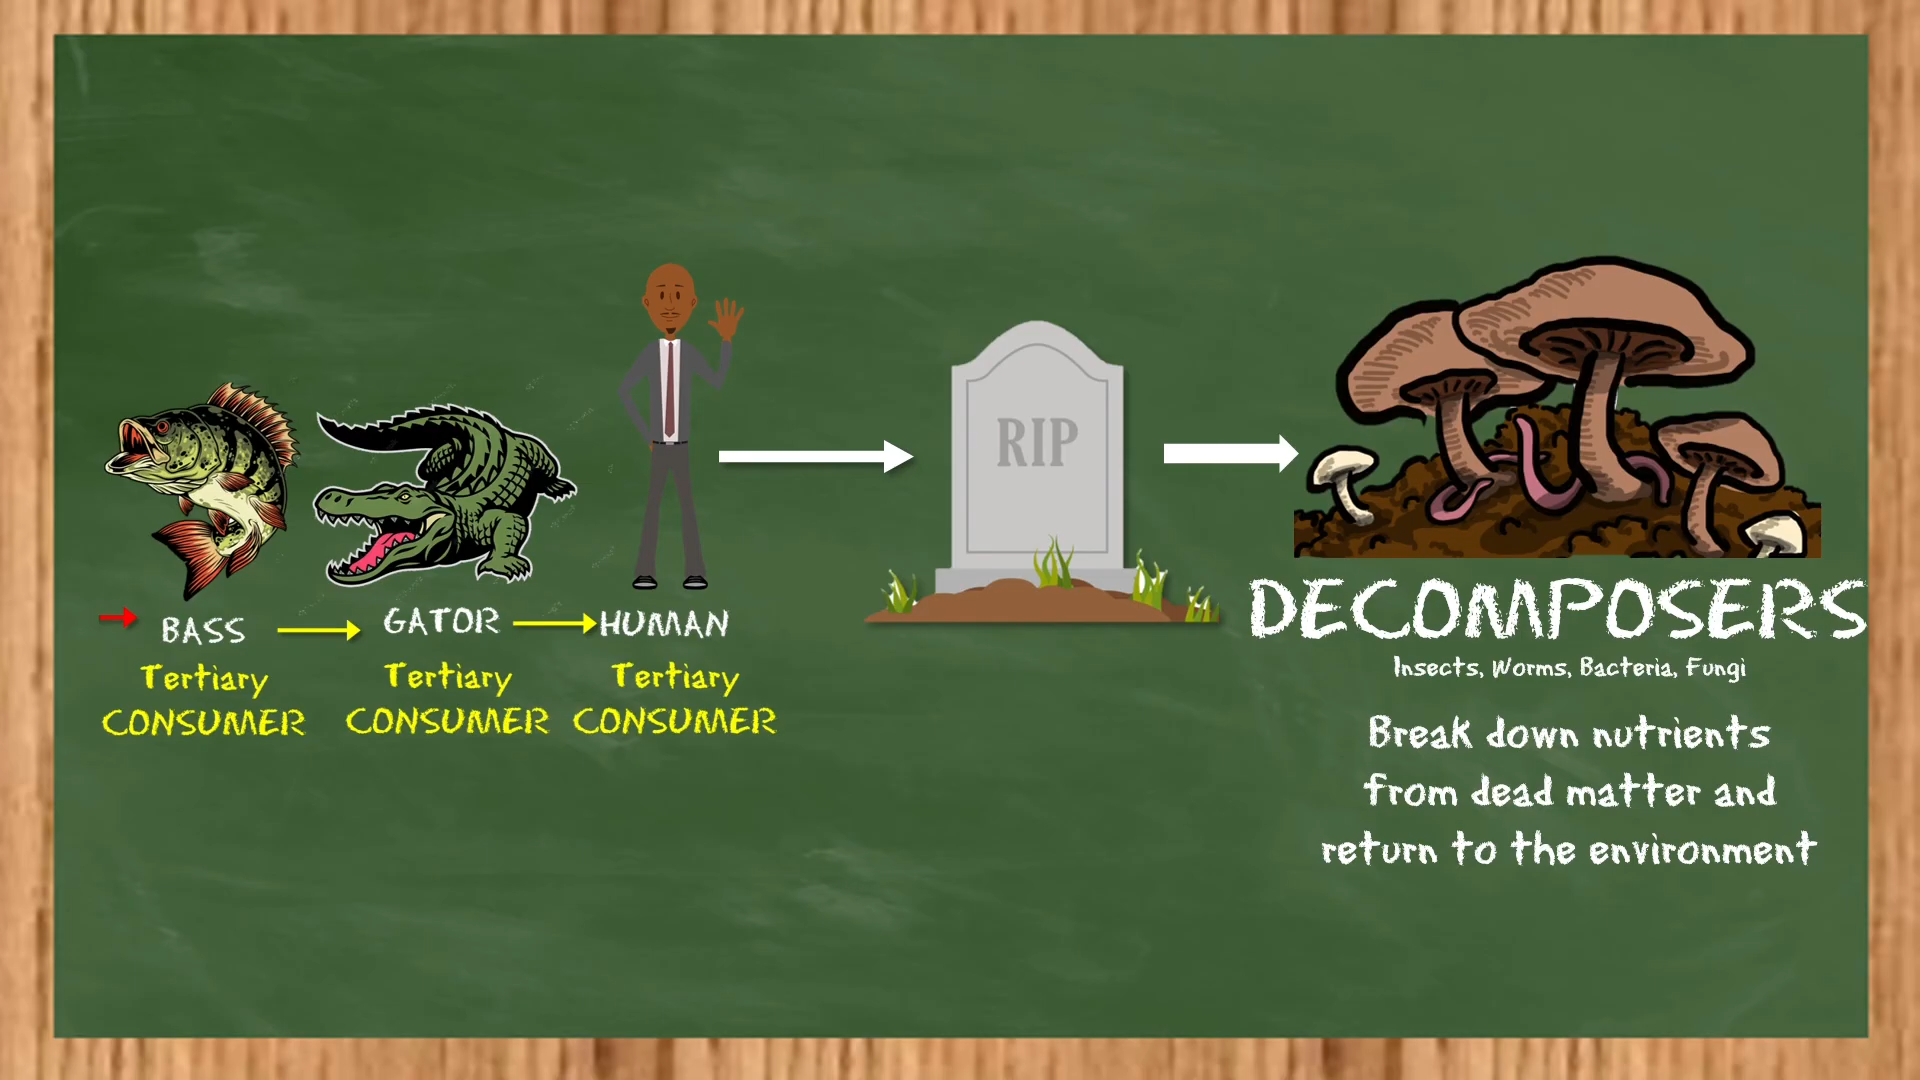 RIP
BASS
GATOR
HUMAN
Tertiary
CONSUMER
Tertiary
CONSUMER
Tertiary
CONSUMER
DECOMPOSERS
Insects, Worms, Bacteria, Fungi
Break down nutrients
from dead matter and
return to the environment